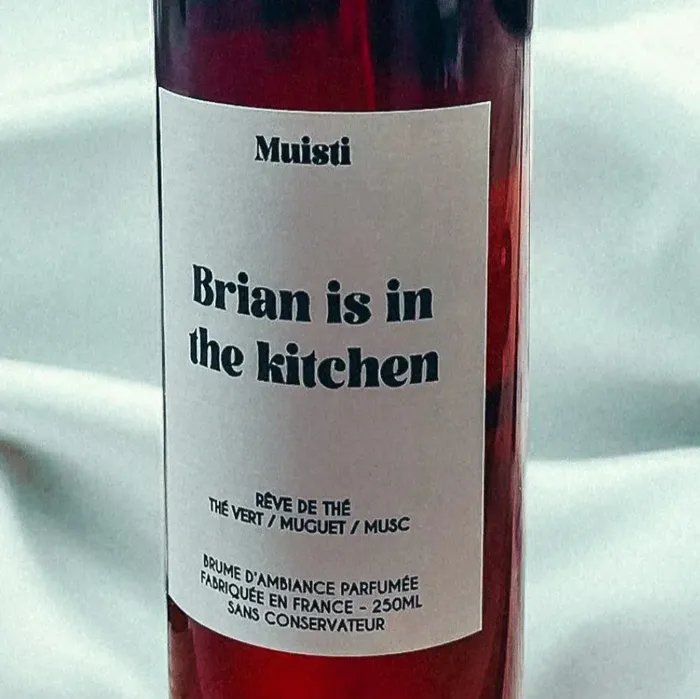 Muisti
Brian is in
the kitchen
RÊVE DE THÉ
THÉ VERT / MUGUET / MUSC
BRUME D'AMBIANCE PARFUMÉE
FABRIQUÉE EN FRANCE - 250ML
SANS CONSERVATEUR